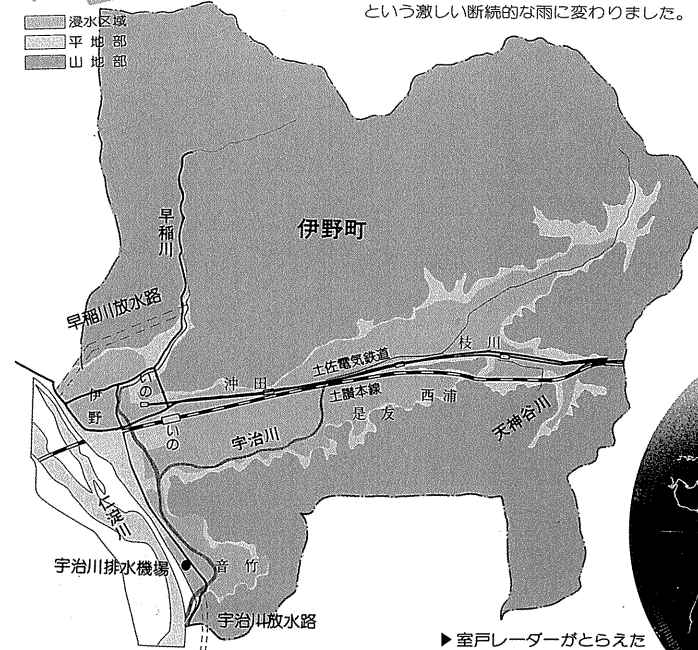 浸水区域
平地部
山地部
という激しい断続的な雨に変わりました。
早稲川
伊野町
早稲川放水路
土佐電気鉄道
枝川
伊野
いの
沖田
土讃本線
いの
宇治川
是友
西浦
天神谷川
仁淀川
宇治川排水機場
音竹
宇治川放水路
▶室戸レーダーがとらえた